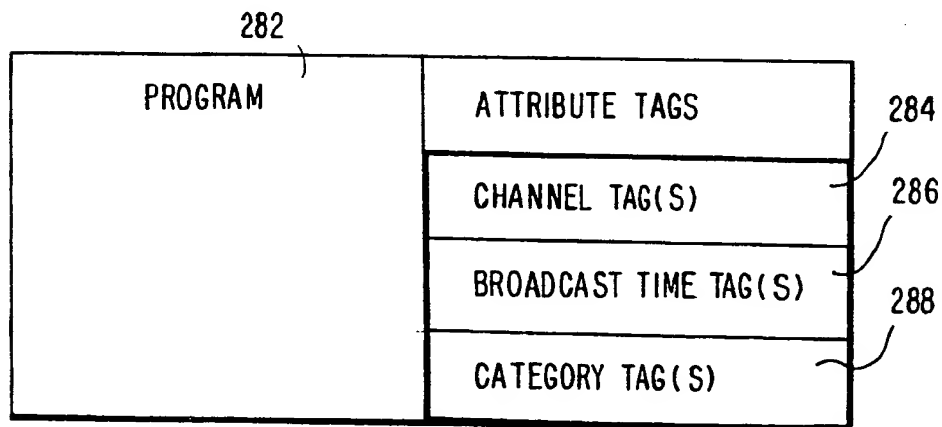 282
PROGRAM
ATTRIBUTE TAGS
284
CHANNEL TAG(S)
286
BROADCAST TIME TAG(S)
288
CATEGORY TAG(S)